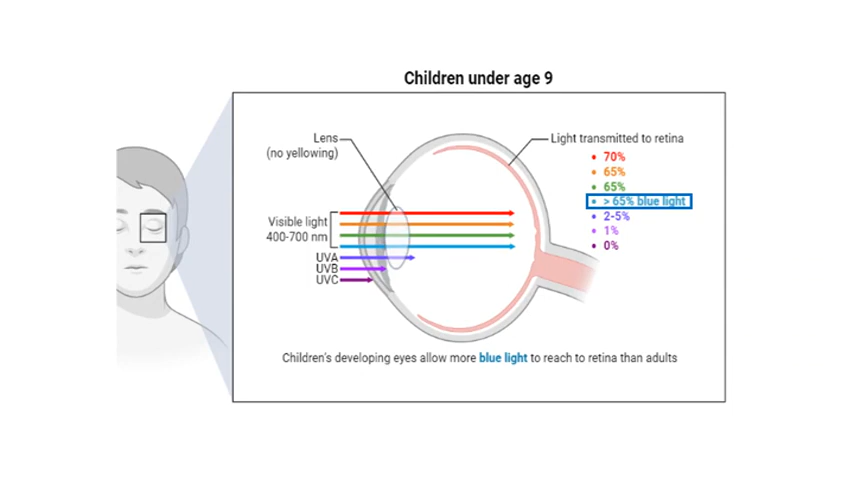 Children under age 9
Lens
(no yellowing)
Light transmitted to retina
70%
65%
65%
> 65% blue light
2-5%
1%
0%
Visible light
400-700 nm
UVA
UVB
UVC
Children's developing eyes allow more blue light to reach to retina than adults